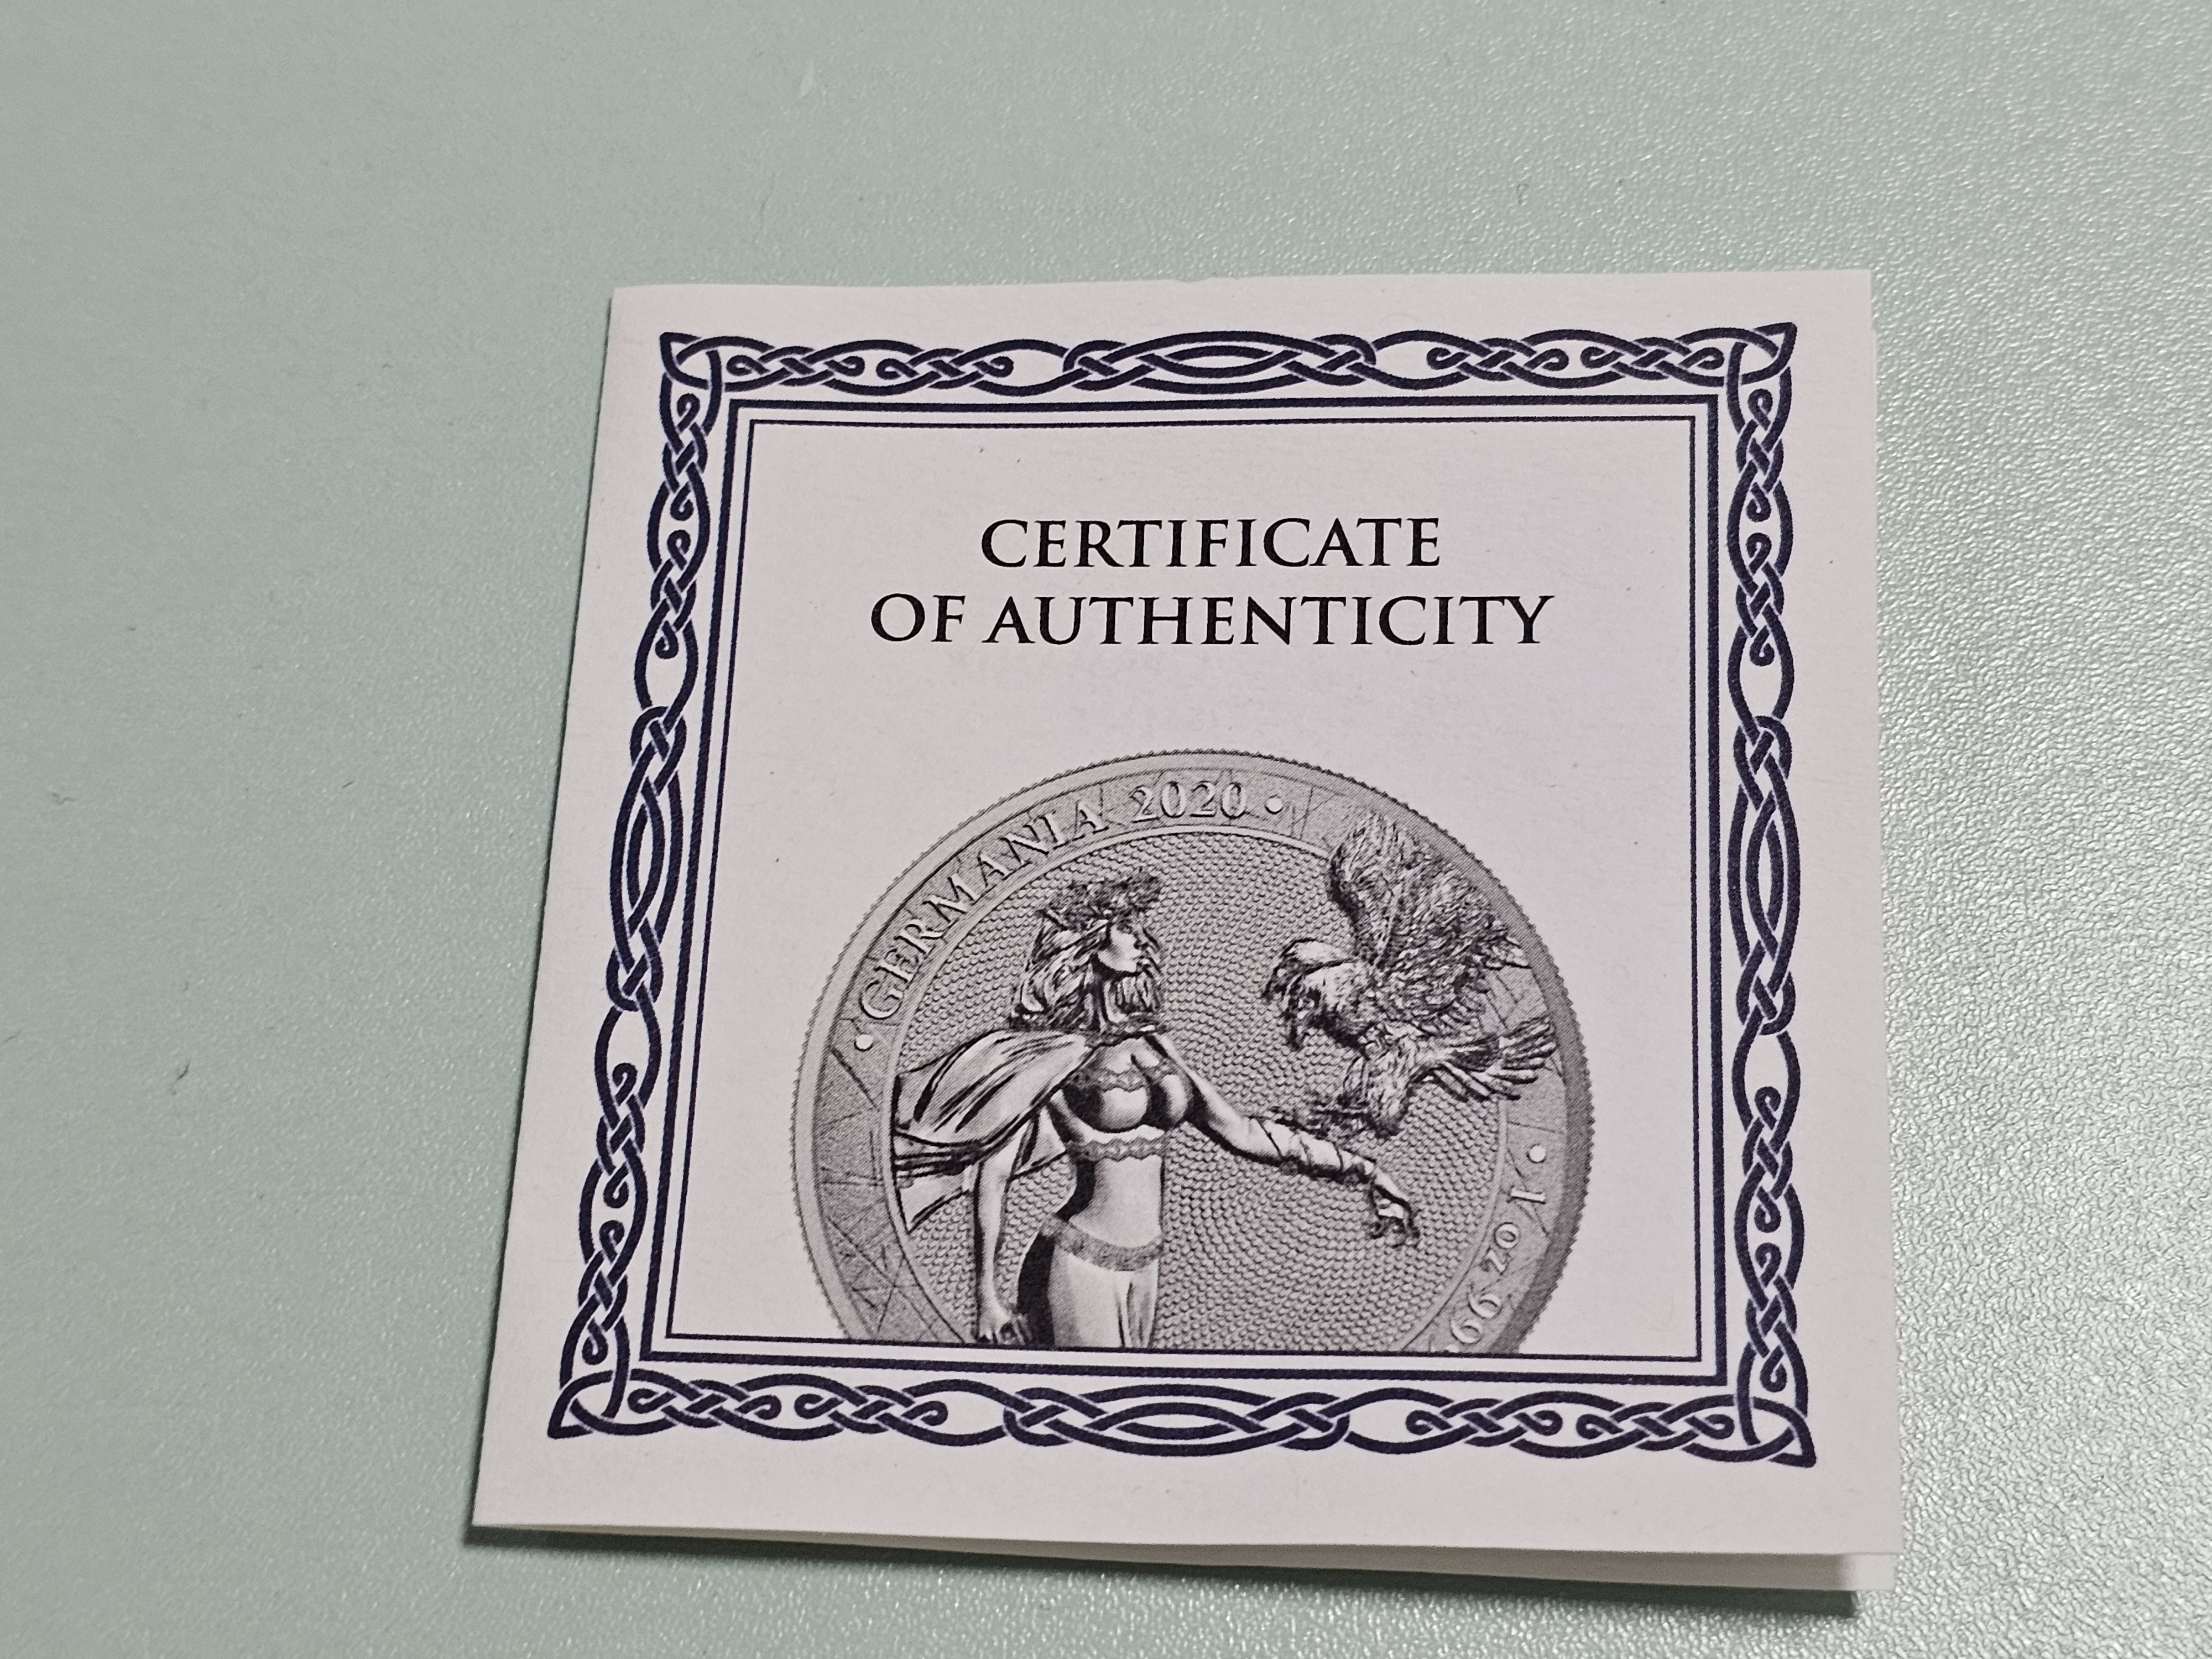 CERTIFICATE
OF AUTHENTICITY
• GERMANIA 2020 •
• 1 oz 99